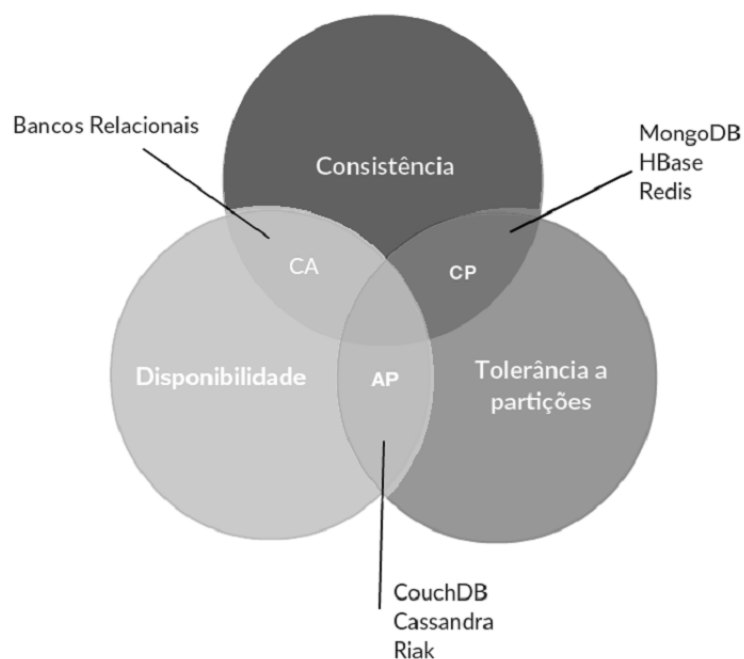 Consistência
Bancos Relacionais
MongoDB
HBase
Redis
CA
CP
Disponibilidade
AP
Tolerância a
partições
CouchDB
Cassandra
Riak